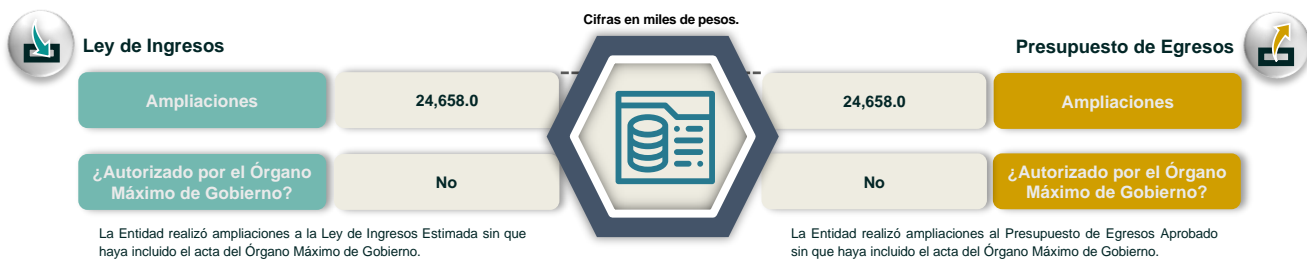 Cifras en miles de pesos.
Ley de Ingresos
Presupuesto de Egresos
Ampliaciones
24,658.0
24,658.0
Ampliaciones
¿Autorizado por el Órgano
Máximo de Gobierno?
No
No
¿Autorizado por el Órgano
Máximo de Gobierno?
La Entidad realizó ampliaciones a la Ley de Ingresos Estimada sin que
haya incluido el acta del Órgano Máximo de Gobierno.
La Entidad realizó ampliaciones al Presupuesto de Egresos Aprobado
sin que haya incluido el acta del Órgano Máximo de Gobierno.